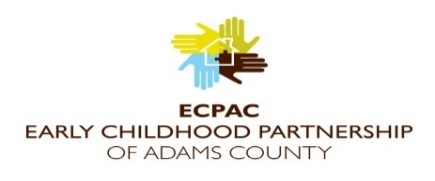 ECPAC
EARLY CHILDHOOD PARTNERSHIP
OF ADAMS COUNTY